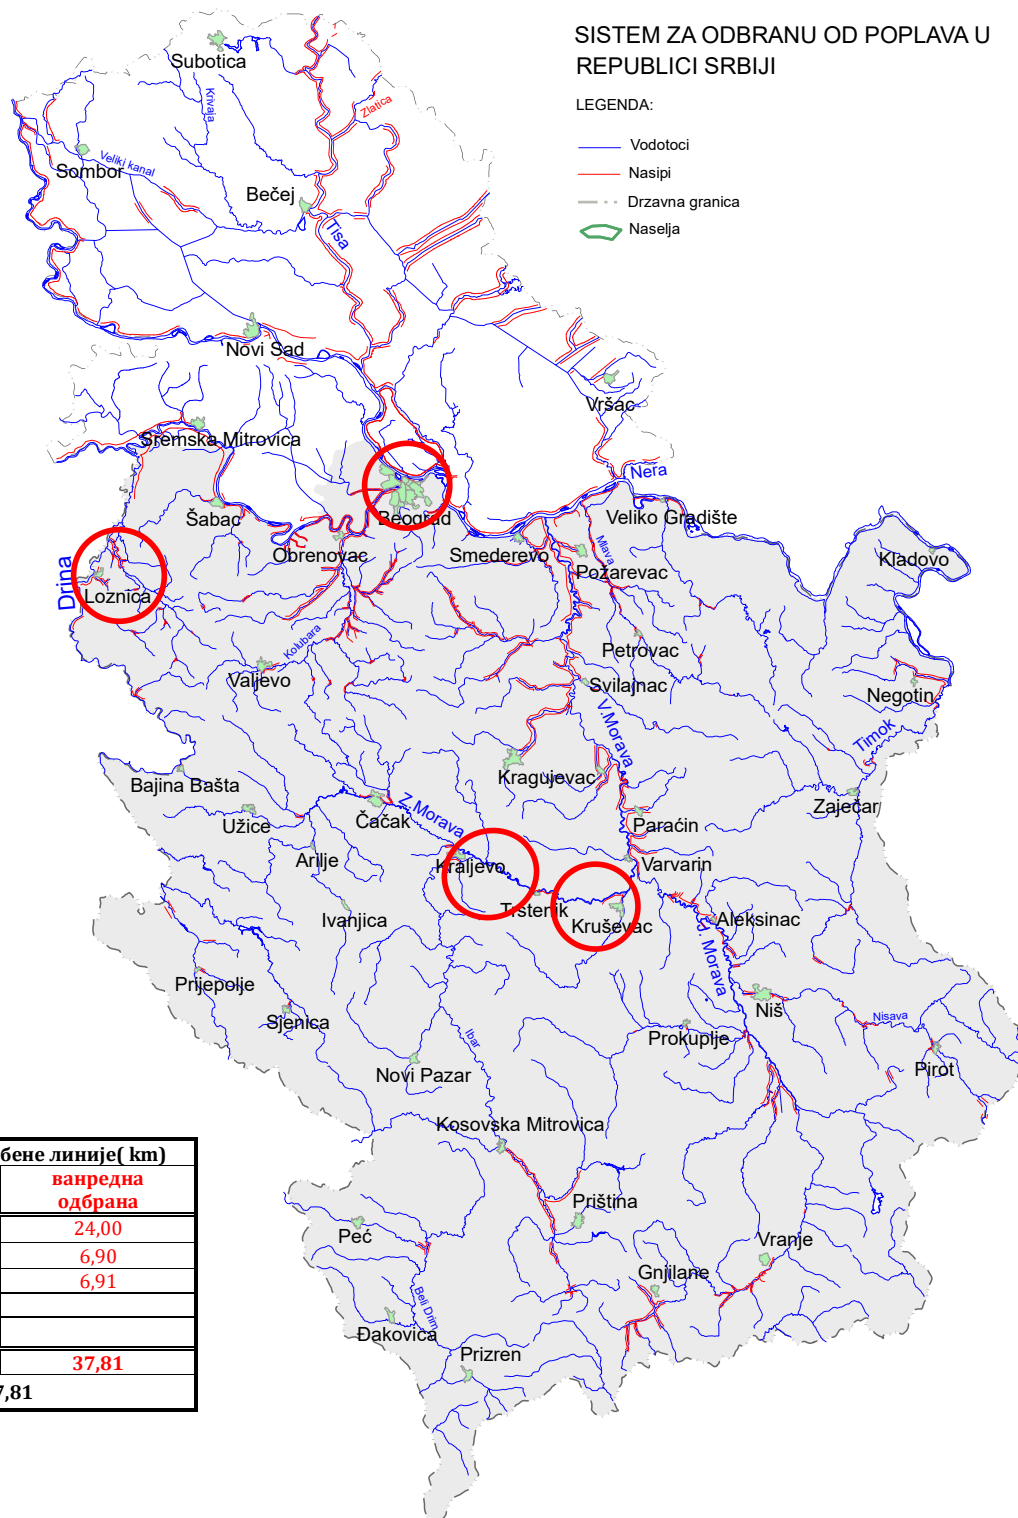 SISTEM ZA ODBRANU OD POPLAVA U
REPUBLICI SRBIJI
LEGENDA:
Vodotoci
Nasipi
Drzavna granica
Naselja
Subotica
Krivaja
Zlatica
Sombor
Veliki kanal
Bečej
Tisa
Novi Sad
Vršac
Sremska Mitrovica
Nera
Beograd
Šabac
Veliko Gradište
Obrenovac
Smederevo
Mlava
Kladovo
Požarevac
Drina
Loznica
Kolubara
Petrovac
Valjevo
Svilajnac
Negotin
V.Morava
Timok
Bajina Bašta
Kragujevac
Zaječar
Užice
Čačak
Z.Morava
Paraćin
Arilje
Kraljevo
Varvarin
Ivanjica
Trstenik
Kruševac
Aleksinac
J. Morava
Prijepolje
Niš
Sjenica
Ibar
Prokuplje
Nisava
Novi Pazar
Pirot
Kosovska Mitrovica
Priština
Peć
Vranje
Gnjilane
Beli Drim
Đakovica
Prizren
бене линије( km)
ванредна
одбрана
24,00
6,90
6,91
37,81
7,81